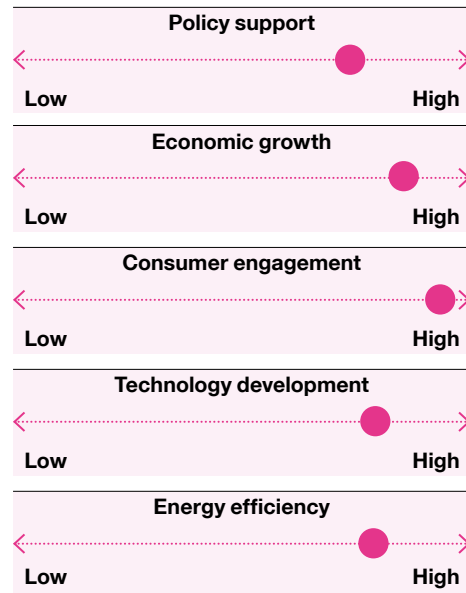 Policy support
Low High
Economic growth
Low High
Consumer engagement
Low High
Technology development
Low High
Energy efficiency
Low High